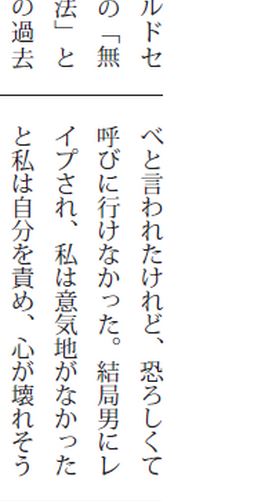 ルドセ
の「無
法」と
の過去
べと言われたけれど、恐ろしくて
呼びに行けなかった。結局男にレ
イプされ、私は意気地がなかった
と私は自分を責め、心が壊れそう